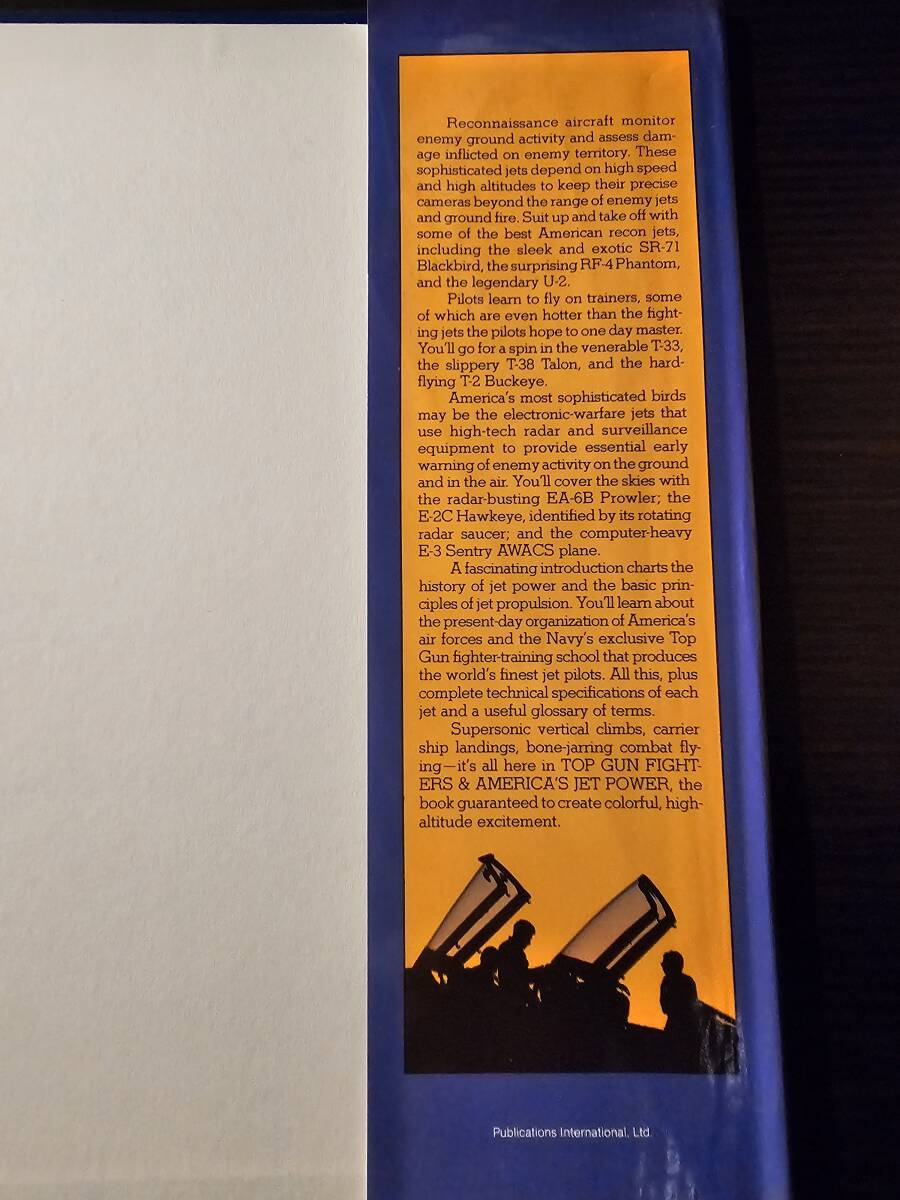 Reconnaissance aircraft monitor
enemy ground activity and assess dam-
age inflicted on enemy territory. These
sophisticated jets depend on high speed
and high altitudes to keep their precise
cameras beyond the range of enemy jets
and ground fire. Suit up and take off with
some of the best American recon jets,
including the sleek and exotic SR-71
Blackbird, the surprising RF-4 Phantom,
and the legendary U-2.
Pilots learn to fly on trainers, some
of which are even hotter than the fight-
ing jets the pilots hope to one day master.
You'll go for a spin in the venerable T-33,
the slippery T-38 Talon, and the hard-
flying T-2 Buckeye.
America's most sophisticated birds
may be the electronic-warfare jets that
use high-tech radar and surveillance
equipment to provide essential early
warning of enemy activity on the ground
and in the air. You'll cover the skies with
the radar-busting EA-6B Prowler; the
E-2C Hawkeye, identified by its rotating
radar saucer; and the computer-heavy
E-3 Sentry AWACS plane.
A fascinating introduction charts the
history of jet power and the basic prin-
ciples of jet propulsion. You'll learn about
the present-day organization of America's
air forces and the Navy's exclusive Top
Gun fighter-training school that produces
the world's finest jet pilots. All this, plus
complete technical specifications of each
jet and a useful glossary of terms.
Supersonic vertical climbs, carrier
ship landings, bone-jarring combat fly-
ing—it's all here in TOP GUN FIGHT-
ERS & AMERICA'S JET POWER, the
book guaranteed to create colorful, high-
altitude excitement.
Publications International, Ltd.